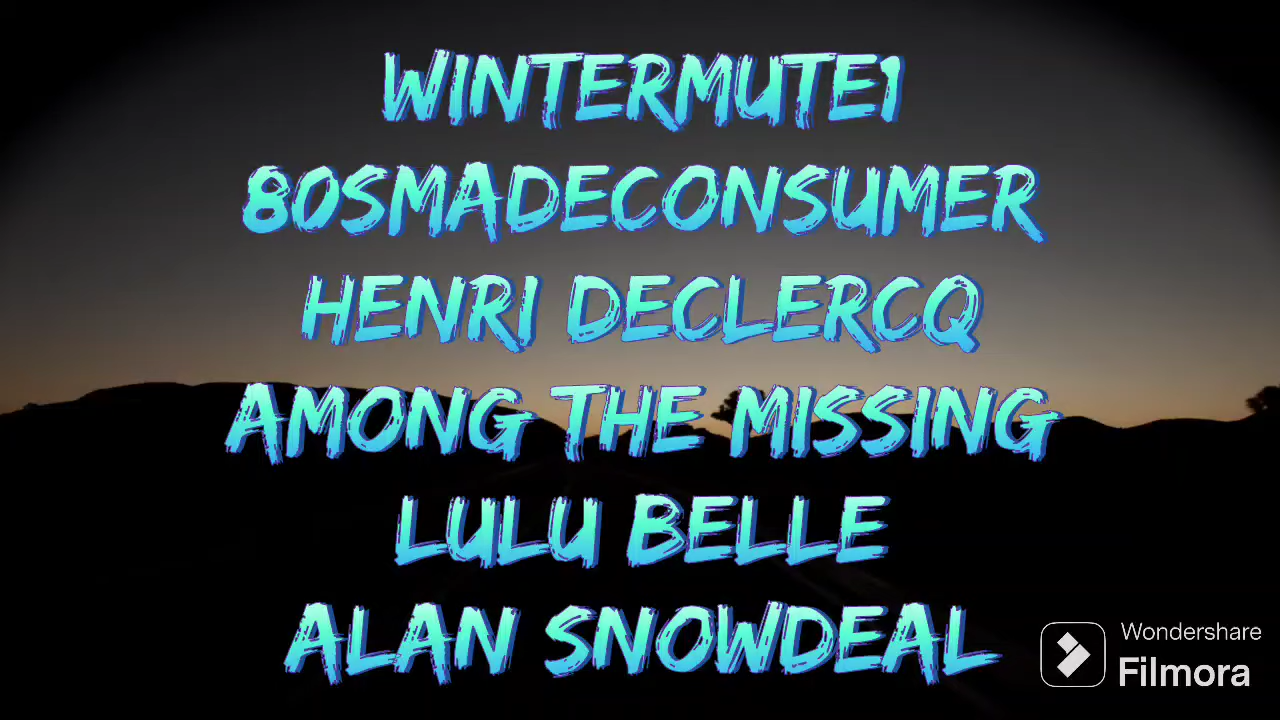 WINTERMUTE1
80SMADECONSUMER
HENRI DECLERCQ
AMONG THE MISSING
LULU BELLE
ALAN SNOWDEAL
Wondershare
Filmora